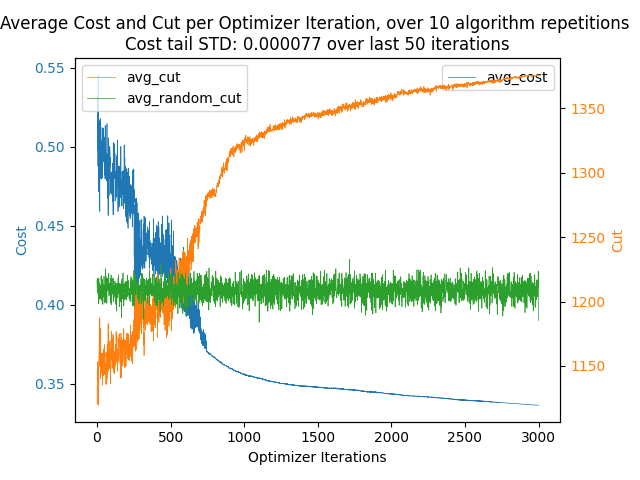 Average Cost and Cut per Optimizer Iteration, over 10 algorithm repetitions
Cost tail STD: 0.000077 over last 50 iterations
avg_cut
avg_random_cut
avg_cost
0.55
0.50
0.45
0.40
0.35
Cost
1350
1300
1250
1200
1150
Cut
0
500
1000
1500
2000
2500
3000
Optimizer Iterations